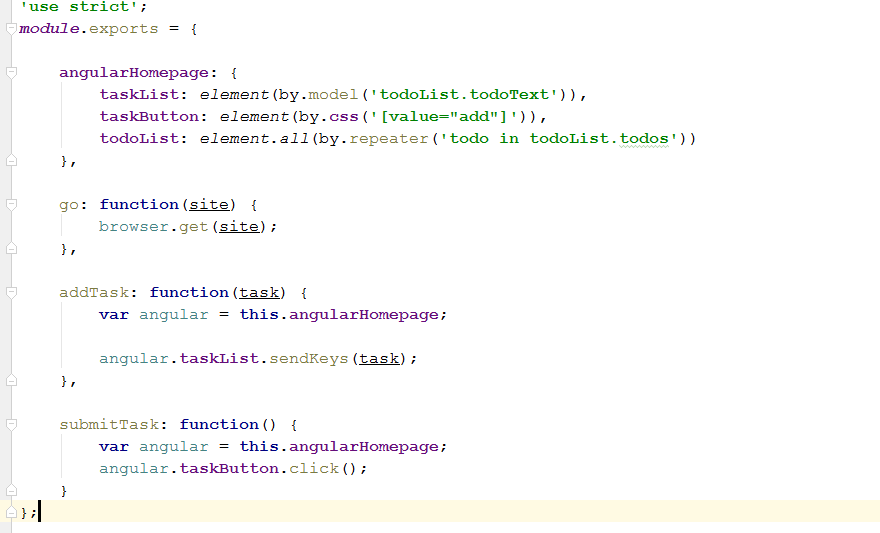 'use strict';
module.exports = {
angularHomepage: {
taskList: element(by.model('todoList.todoText')),
taskButton: element(by.css('[value="add"]')),
todoList: element.all(by.repeater('todo in todoList.todos'))
},
go: function(site) {
browser.get(site);
},
addTask: function(task) {
var angular = this.angularHomepage;
angular.taskList.sendKeys(task);
},
submitTask: function() {
var angular = this.angularHomepage;
angular.taskButton.click();
}
};